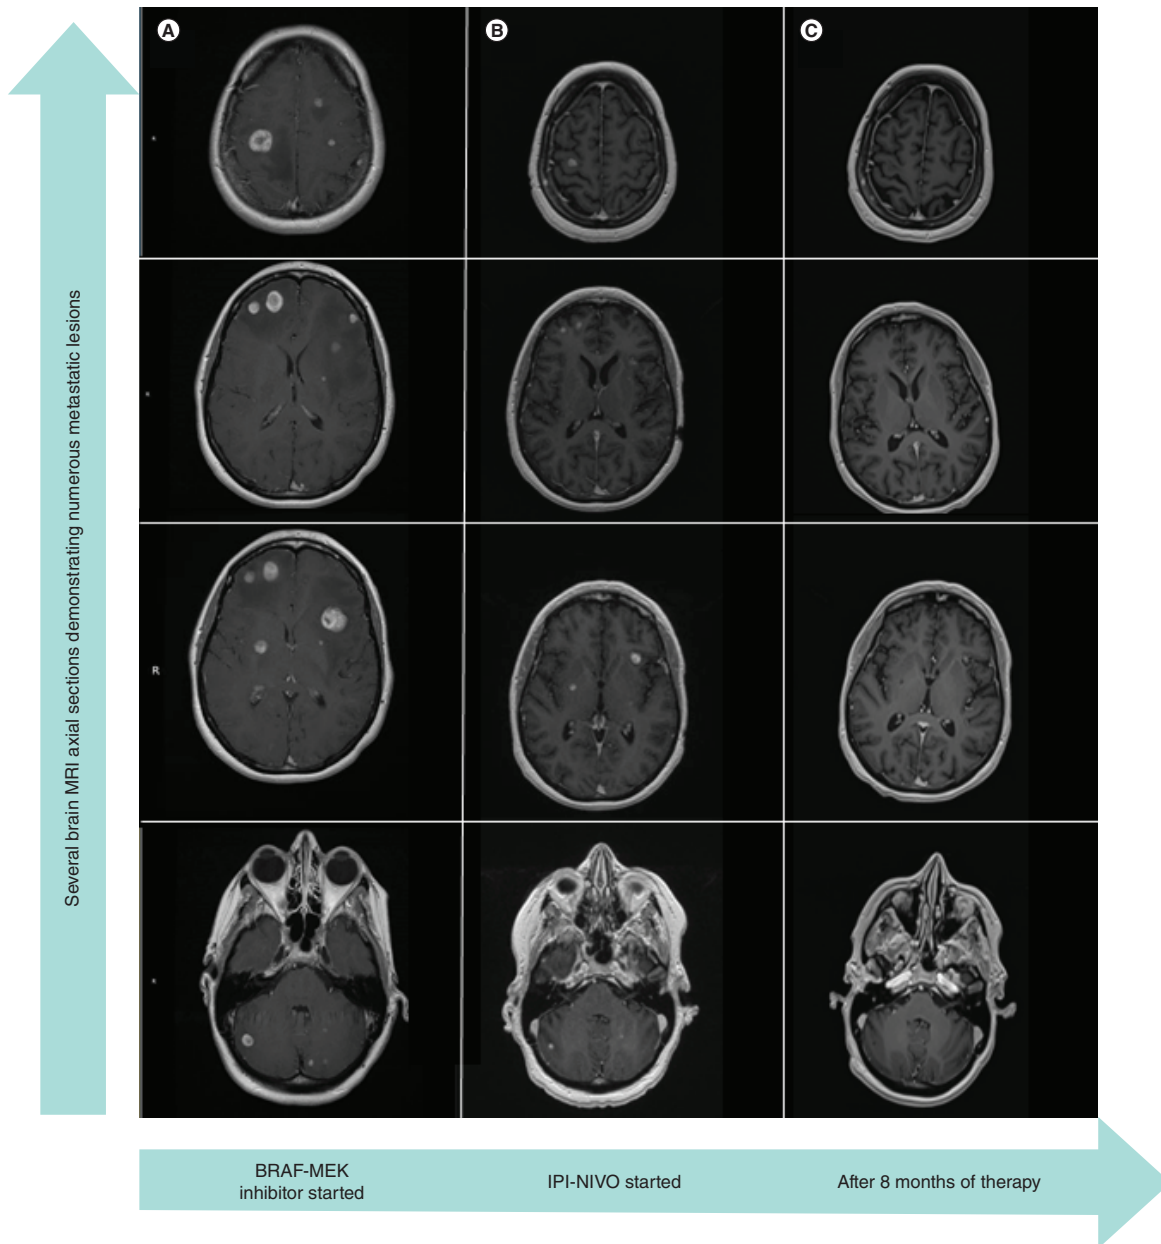 A
B
C
Several brain MRI axial sections demonstrating numerous metastatic lesions
R
BRAF-MEK
inhibitor started
IPI-NIVO started
After 8 months of therapy